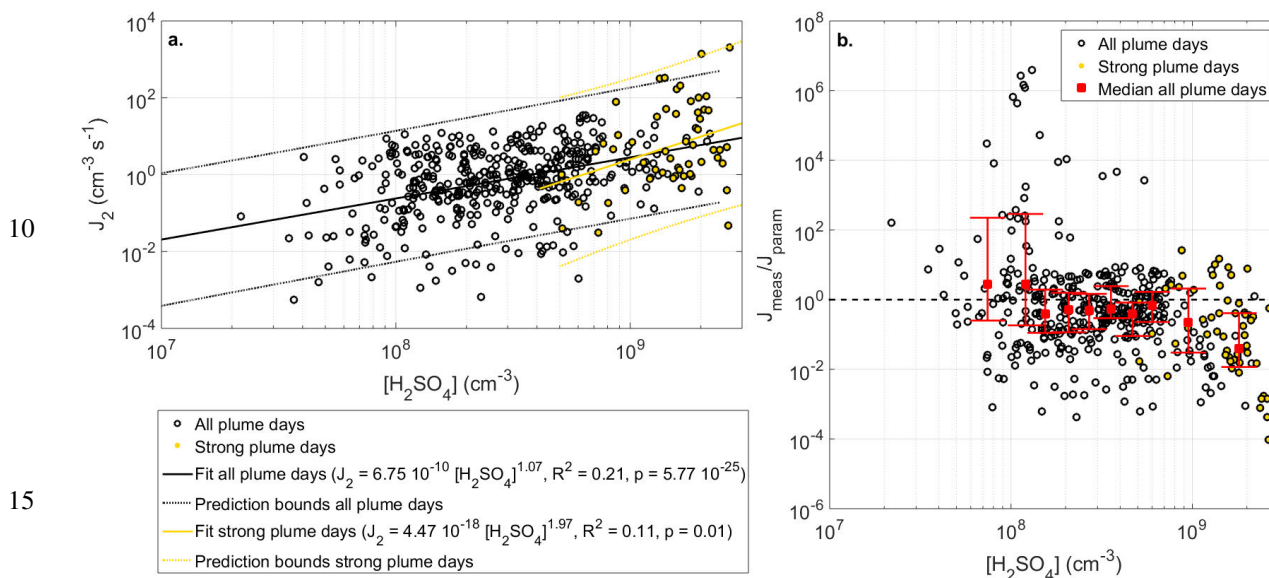 a.
10^4
10^2
10^0
10^-2
10^-4
J_2 (cm^-3 s^-1)
10^7
10^8
10^9
[H_2SO_4] (cm^-3)
All plume days
Strong plume days
Fit all plume days (J_2 = 6.75 10^-10 [H_2SO_4]^1.07, R^2 = 0.21, p = 5.77 10^-25)
Prediction bounds all plume days
Fit strong plume days (J_2 = 4.47 10^-18 [H_2SO_4]^1.97, R^2 = 0.11, p = 0.01)
Prediction bounds strong plume days
10
15
b.
All plume days
Strong plume days
Median all plume days
10^8
10^6
10^4
10^2
10^0
10^-2
10^-4
10^-6
J_meas/J_param
10^7
10^8
10^9
[H_2SO_4] (cm^-3)